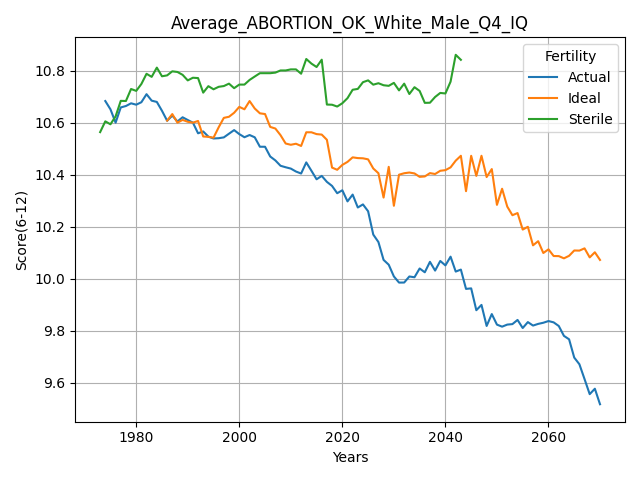 Average_ABORTION_OK_White_Male_Q4_IQ
Fertility
Actual
Ideal
Sterile
Score(6-12)
10.8
10.6
10.4
10.2
10.0
9.8
9.6
1980
2000
2020
2040
2060
Years